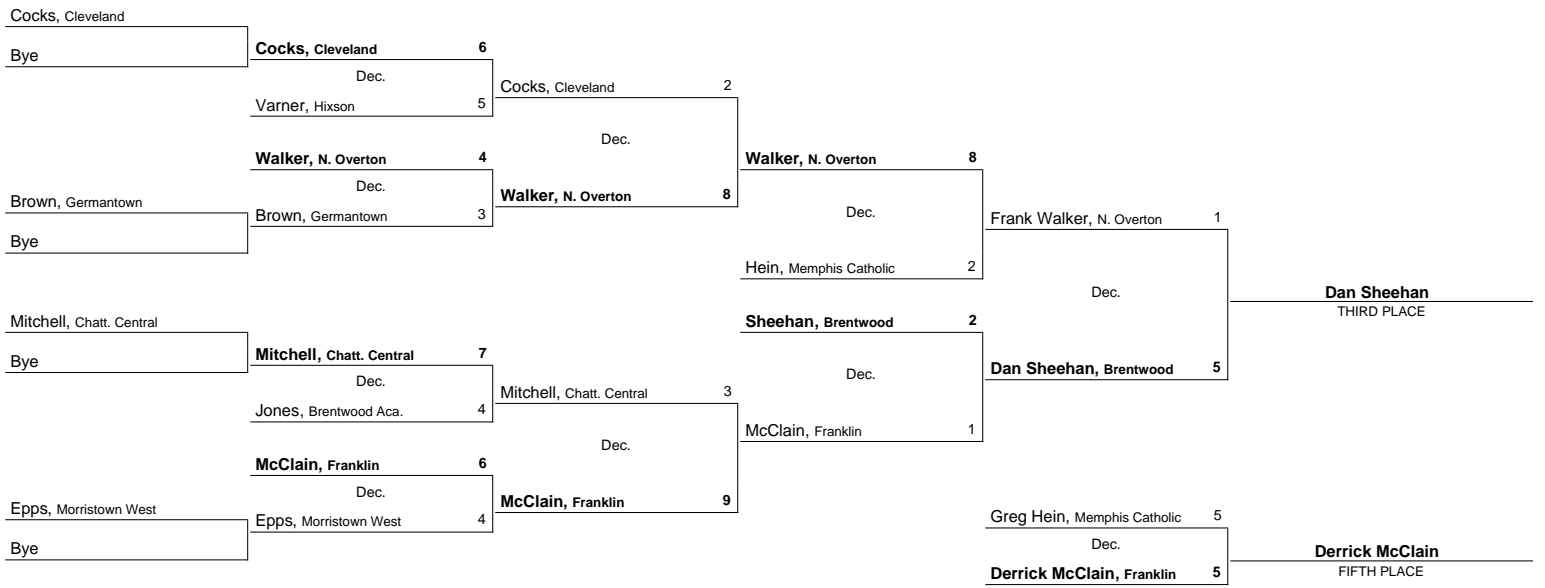 Cocks, Cleveland
Bye
Cocks, Cleveland 6
Dec.
Varner, Hixson 5
Cocks, Cleveland 2
Dec.
Walker, N. Overton 4
Dec.
Brown, Germantown 3
Walker, N. Overton 8
Brown, Germantown
Bye
Walker, N. Overton 8
Dec.
Hein, Memphis Catholic 2
Frank Walker, N. Overton 1
Dec.
Dan Sheehan
THIRD PLACE
Mitchell, Chatt. Central
Bye
Mitchell, Chatt. Central 7
Dec.
Jones, Brentwood Aca. 4
Mitchell, Chatt. Central 3
Dec.
Sheehan, Brentwood 2
Dec.
McClain, Franklin 1
Dan Sheehan, Brentwood 5
McClain, Franklin 6
Dec.
Epps, Morristown West 4
McClain, Franklin 9
Epps, Morristown West
Bye
Greg Hein, Memphis Catholic 5
Dec.
Derrick McClain, Franklin 5
Derrick McClain
FIFTH PLACE